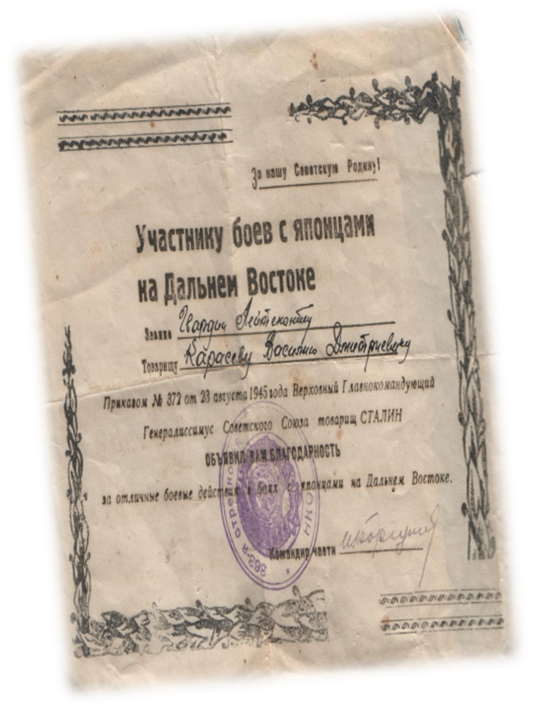 За нашу Советскую Родину!
Участнику боев с японцами
на Дальнем Востоке
Звание Гвардии Лейтенанту
Товарищу Карасеву Василию Дмитриевичу
Приказом № 372 от 23 августа 1945 года Верховный Главнокомандующий
Генералиссимус Советского Союза товарищ СТАЛИН
ОБЪЯВИЛ ВАМ БЛАГОДАРНОСТЬ
за отличные боевые действия в боях с японцами на Дальнем Востоке.
Командир части